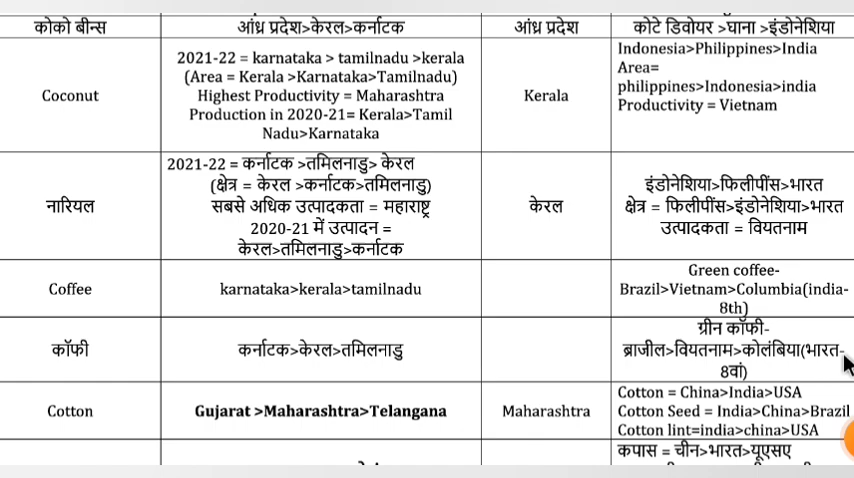 कोको बीन्स
आंध्र प्रदेश>केरल>कर्नाटक
आंध्र प्रदेश
कोटे डिवोयर >घाना >इंडोनेशिया
Coconut
2021-22 = karnataka > tamilnadu >kerala
(Area = Kerala >Karnataka>Tamilnadu)
Highest Productivity = Maharashtra
Production in 2020-21= Kerala>Tamil
Nadu>Karnataka
Kerala
Indonesia>Philippines>India
Area=
philippines>Indonesia>india
Productivity = Vietnam
नारियल
2021-22 = कर्नाटक >तमिलनाडु> केरल
(क्षेत्र = केरल >कर्नाटक>तमिलनाडु)
सबसे अधिक उत्पादकता = महाराष्ट्र
2020-21 में उत्पादन =
केरल>तमिलनाडु>कर्नाटक
केरल
इंडोनेशिया>फिलीपींस>भारत
क्षेत्र = फिलीपींस>इंडोनेशिया>भारत
उत्पादकता = वियतनाम
Coffee
karnataka>kerala>tamilnadu
Green coffee-
Brazil>Vietnam>Columbia(india-
8th)
कॉफी
कर्नाटक>केरल>तमिलनाडु
ग्रीन कॉफी-
ब्राजील>वियतनाम>कोलंबिया(भारत-
8वां)
Cotton
Gujarat >Maharashtra>Telangana
Maharashtra
Cotton = China>India>USA
Cotton Seed = India>China>Brazil
Cotton lint=india>china>USA
कपास = चीन>भारत>यूएसए